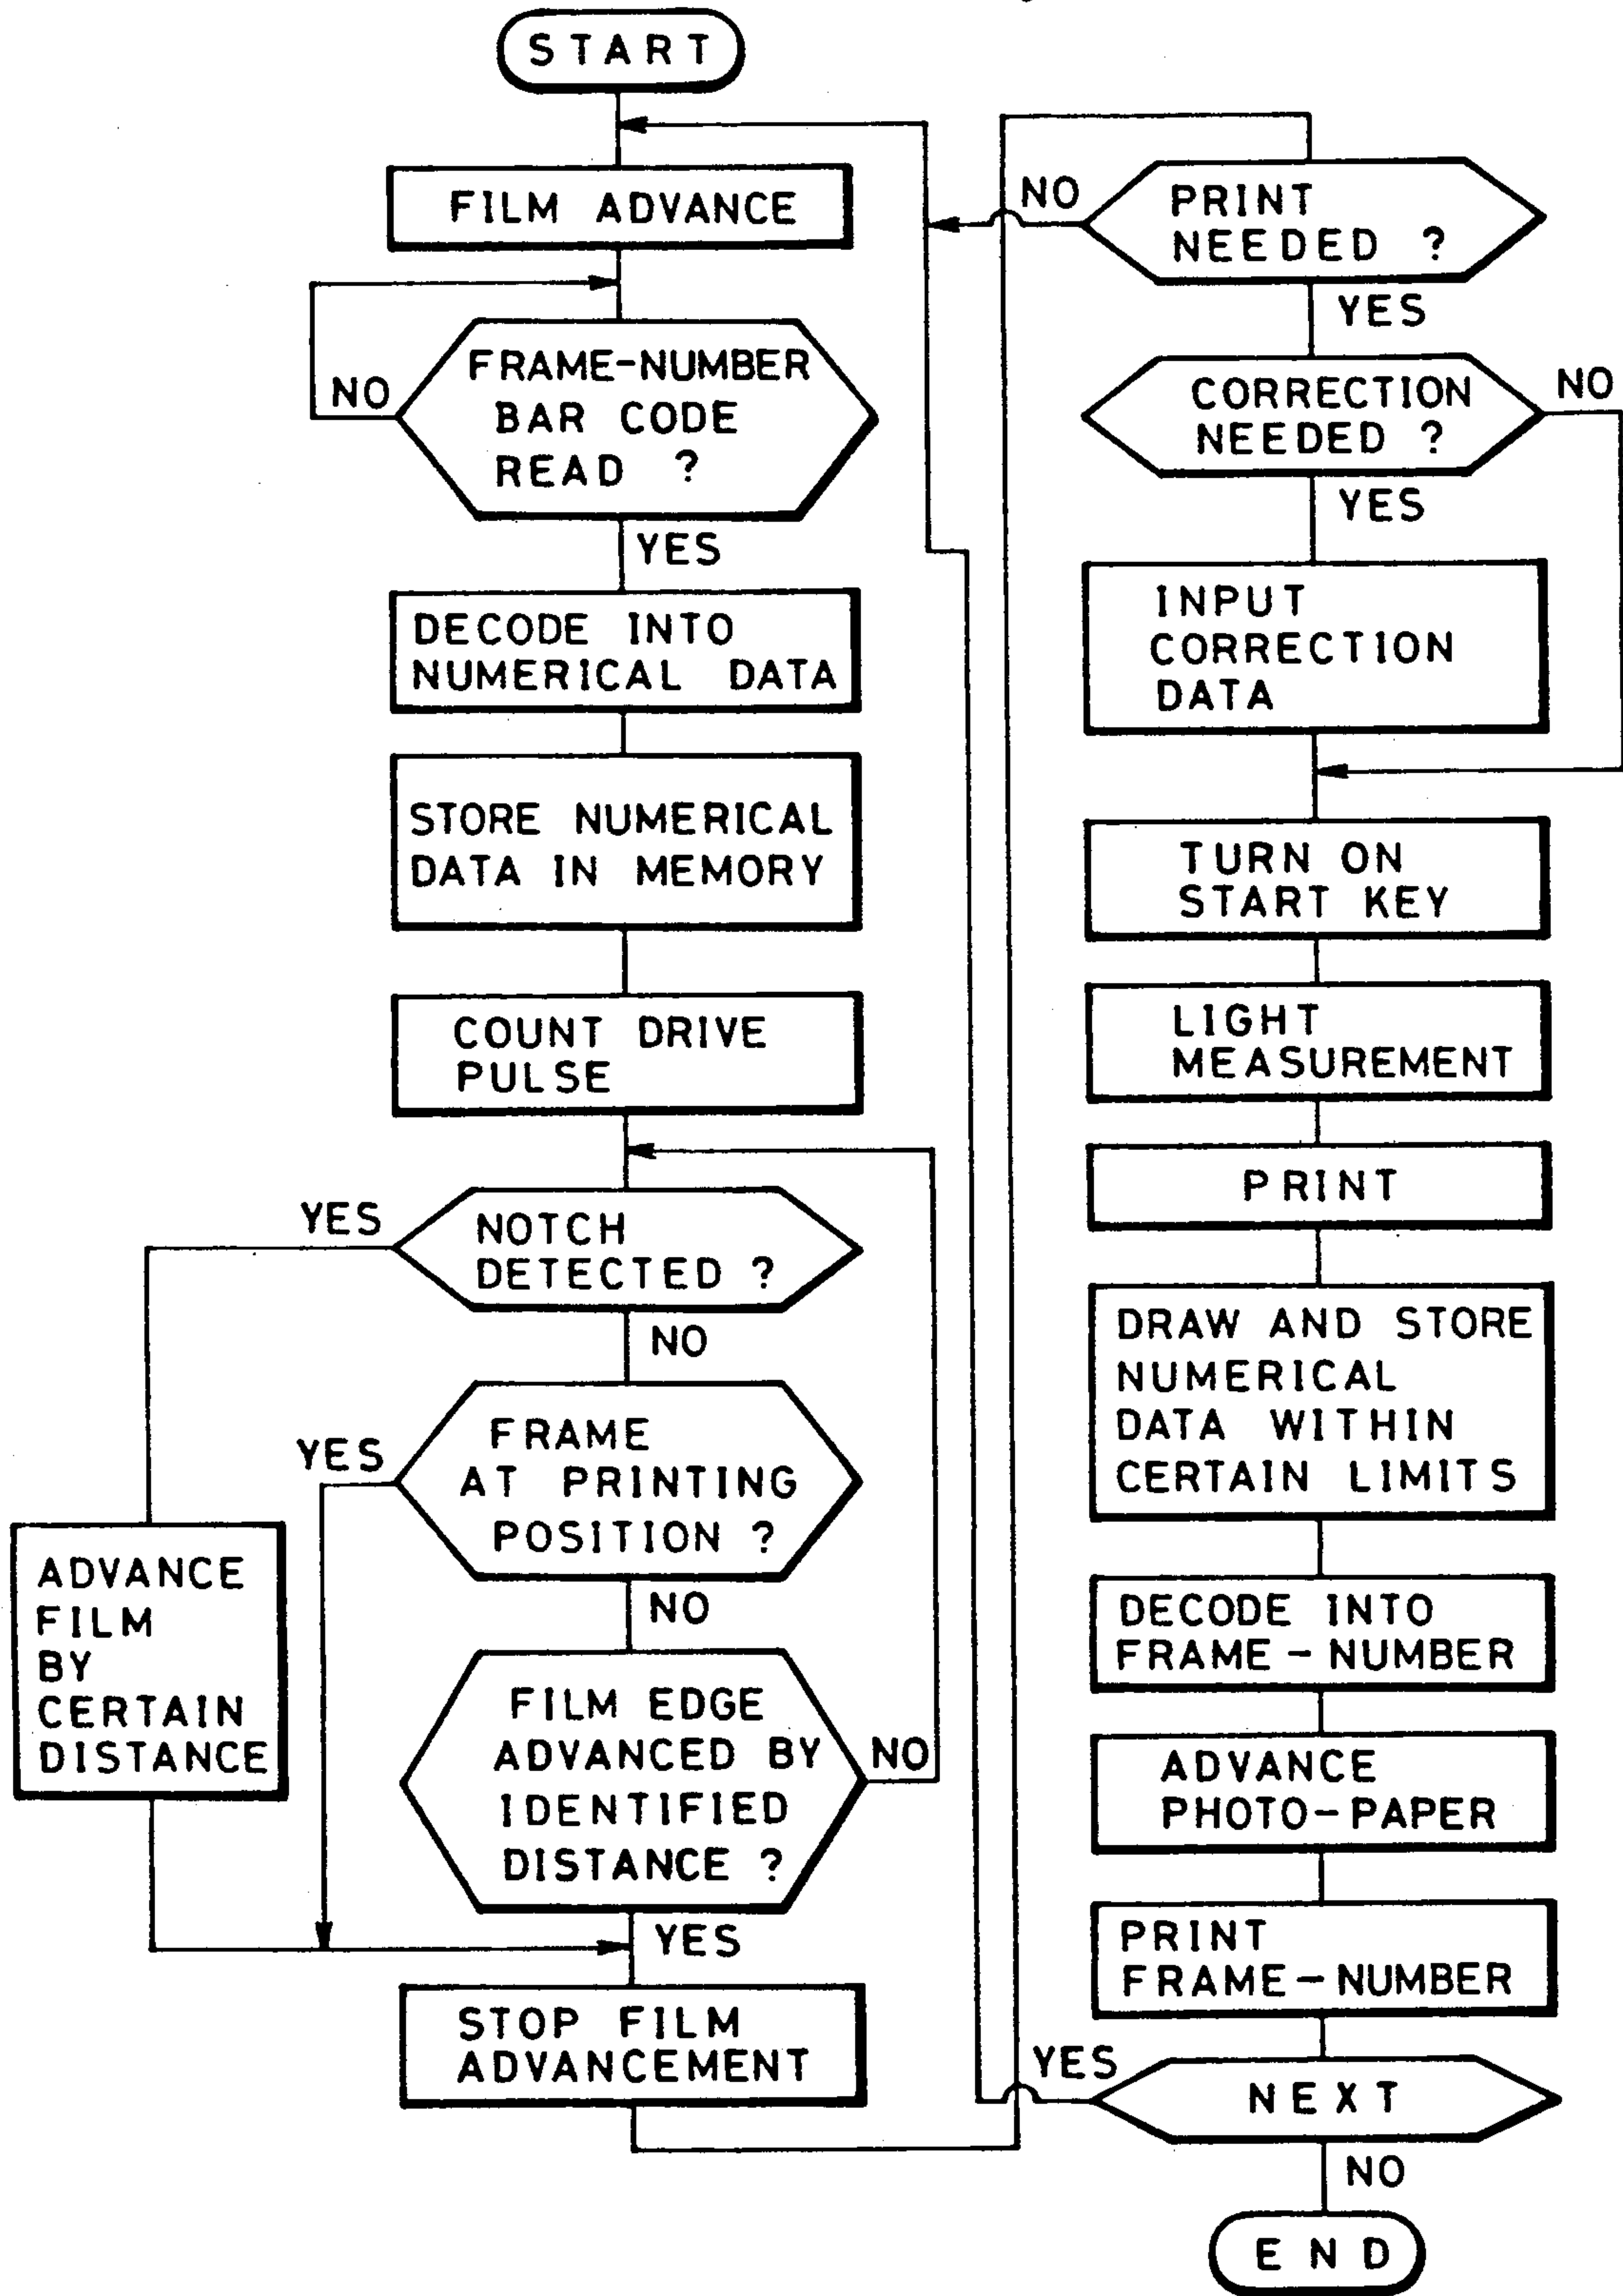 START
FILM ADVANCE
FRAME-NUMBER
BAR CODE
READ ?
NO
YES
DECODE INTO
NUMERICAL DATA
STORE NUMERICAL
DATA IN MEMORY
COUNT DRIVE
PULSE
NOTCH
DETECTED ?
YES
NO
FRAME
AT PRINTING
POSITION ?
YES
NO
ADVANCE
FILM
BY
CERTAIN
DISTANCE
FILM EDGE
ADVANCED BY
IDENTIFIED
DISTANCE ?
NO
YES
STOP FILM
ADVANCEMENT
PRINT
NEEDED ?
NO
YES
CORRECTION
NEEDED ?
NO
YES
INPUT
CORRECTION
DATA
TURN ON
START KEY
LIGHT
MEASUREMENT
PRINT
DRAW AND STORE
NUMERICAL
DATA WITHIN
CERTAIN LIMITS
DECODE INTO
FRAME-NUMBER
ADVANCE
PHOTO-PAPER
PRINT
FRAME-NUMBER
YES
NEXT
NO
END